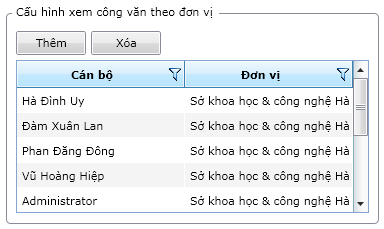 Cấu hình xem công văn theo đơn vị
Thêm Xóa
Cán bộ Đơn vị
Hà Đình Uy Sở khoa học & công nghệ Hà
Đàm Xuân Lan Sở khoa học & công nghệ Hà
Phan Đăng Đông Sở khoa học & công nghệ Hà
Vũ Hoàng Hiệp Sở khoa học & công nghệ Hà
Administrator Sở khoa học & công nghệ Hà